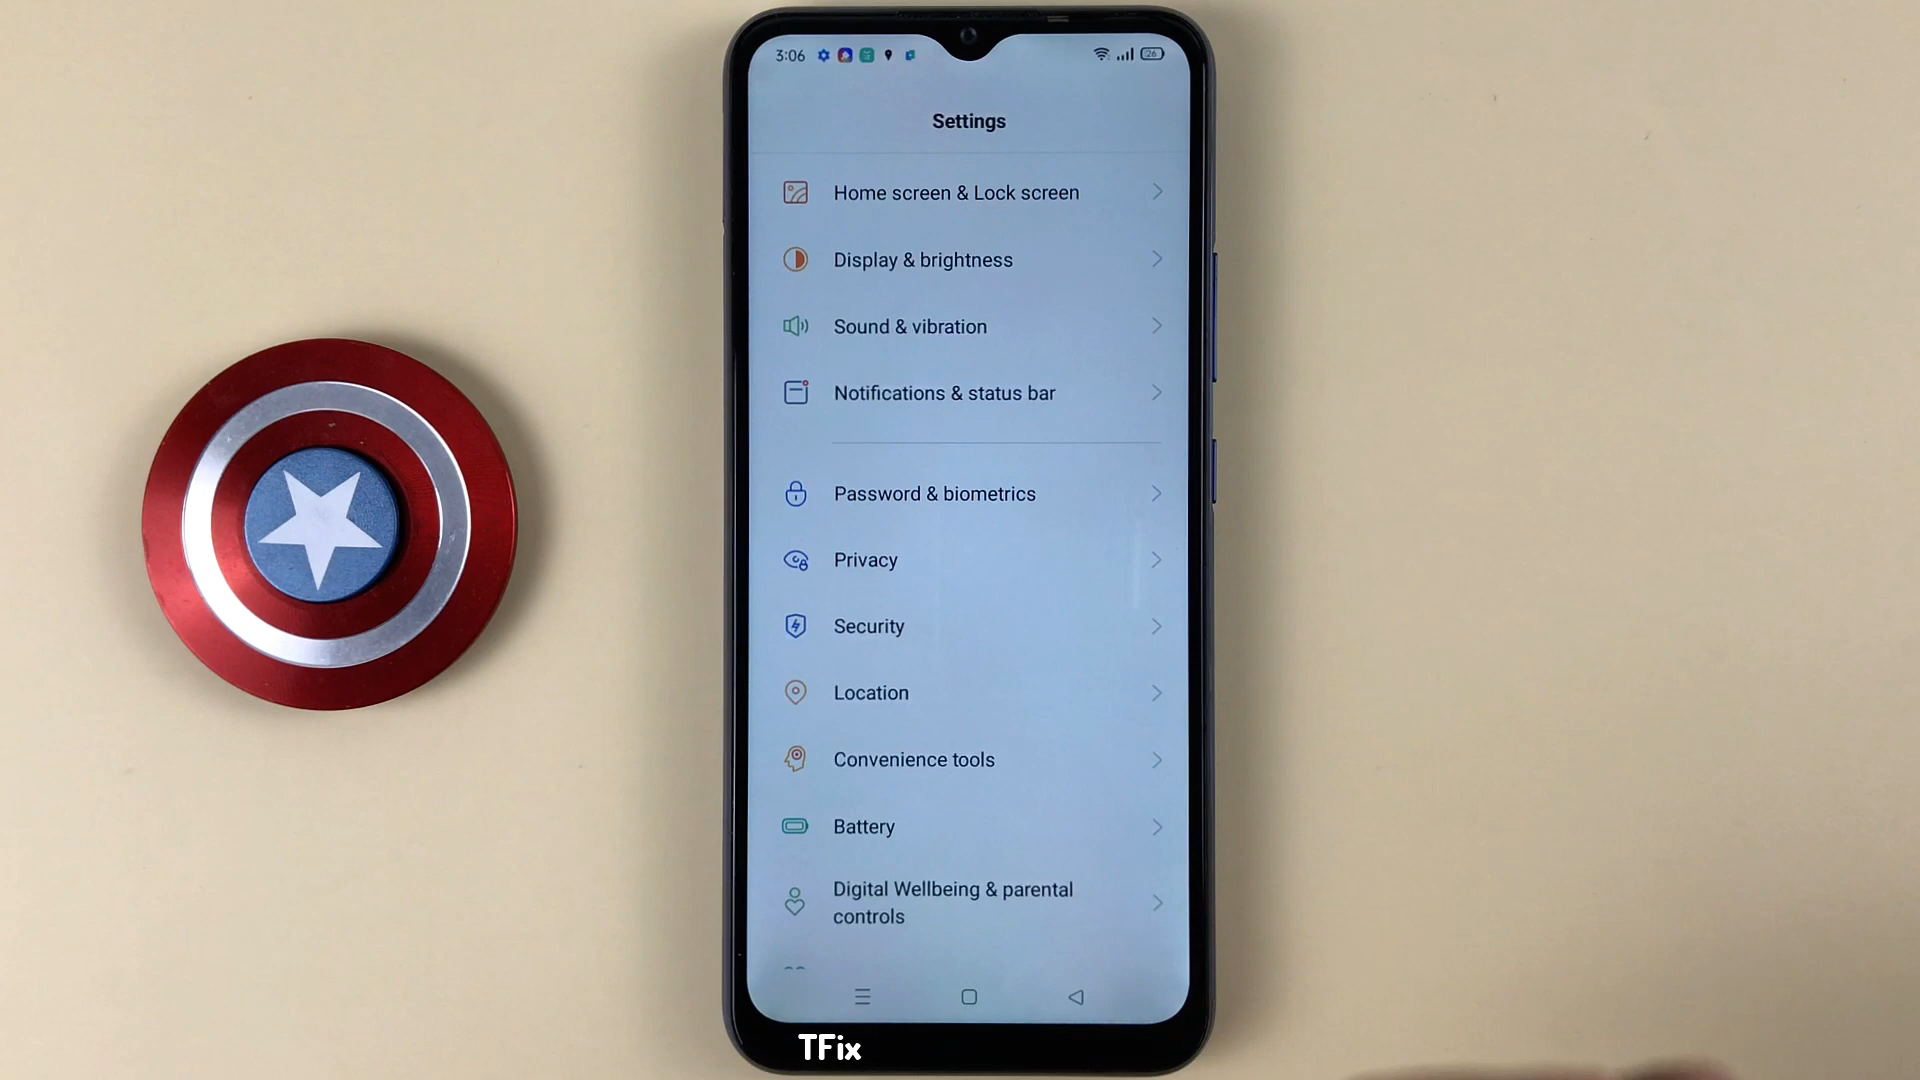 3:06
26
Settings
Home screen & Lock screen
Display & brightness
Sound & vibration
Notifications & status bar
Password & biometrics
Privacy
Security
Location
Convenience tools
Battery
Digital Wellbeing & parental
controls
TFix